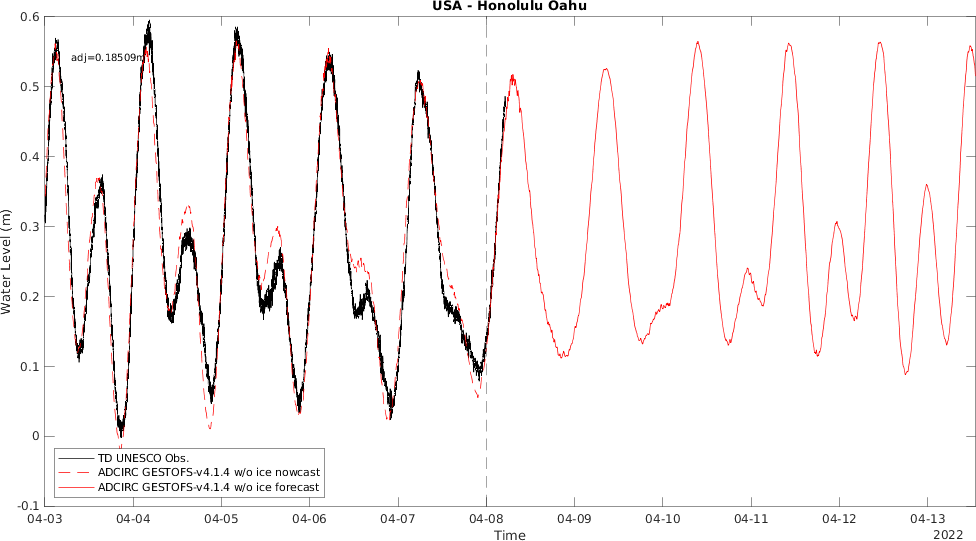 USA - Honolulu Oahu
0.6
0.5
0.4
0.3
0.2
0.1
0
-0.1
Water Level (m)
adj=0.18509m
TD UNESCO Obs.
ADCIRC GESTOFS-v4.1.4 w/o ice nowcast
ADCIRC GESTOFS-v4.1.4 w/o ice forecast
04-03 04-04 04-05 04-06 04-07 04-08 04-09 04-10 04-11 04-12 04-13
Time
2022